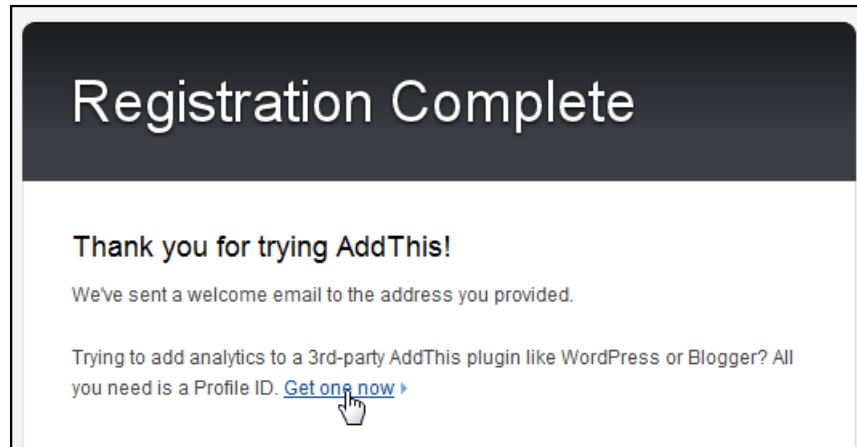 Registration Complete
Thank you for trying AddThis!
We've sent a welcome email to the address you provided.
Trying to add analytics to a 3rd-party AddThis plugin like WordPress or Blogger? All
you need is a Profile ID. Get one now